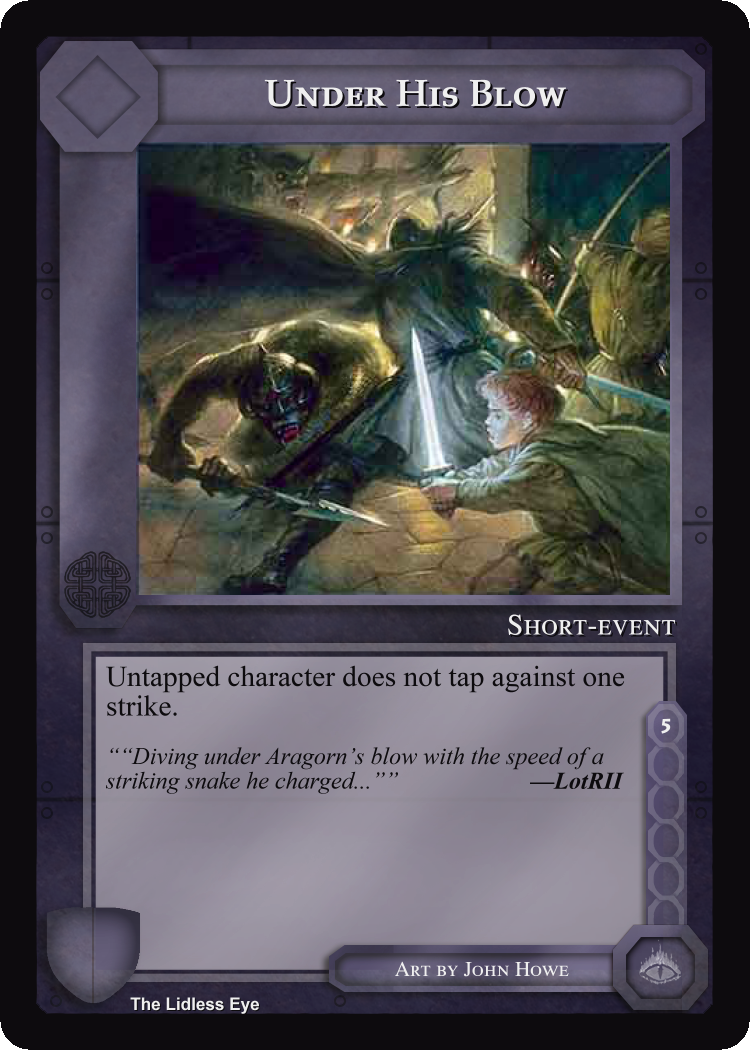 Under His Blow
Short-event
Untapped character does not tap against one
strike.
““Diving under Aragorn’s blow with the speed of a
striking snake he charged...”” —LotRII
5
Art by John Howe
The Lidless Eye